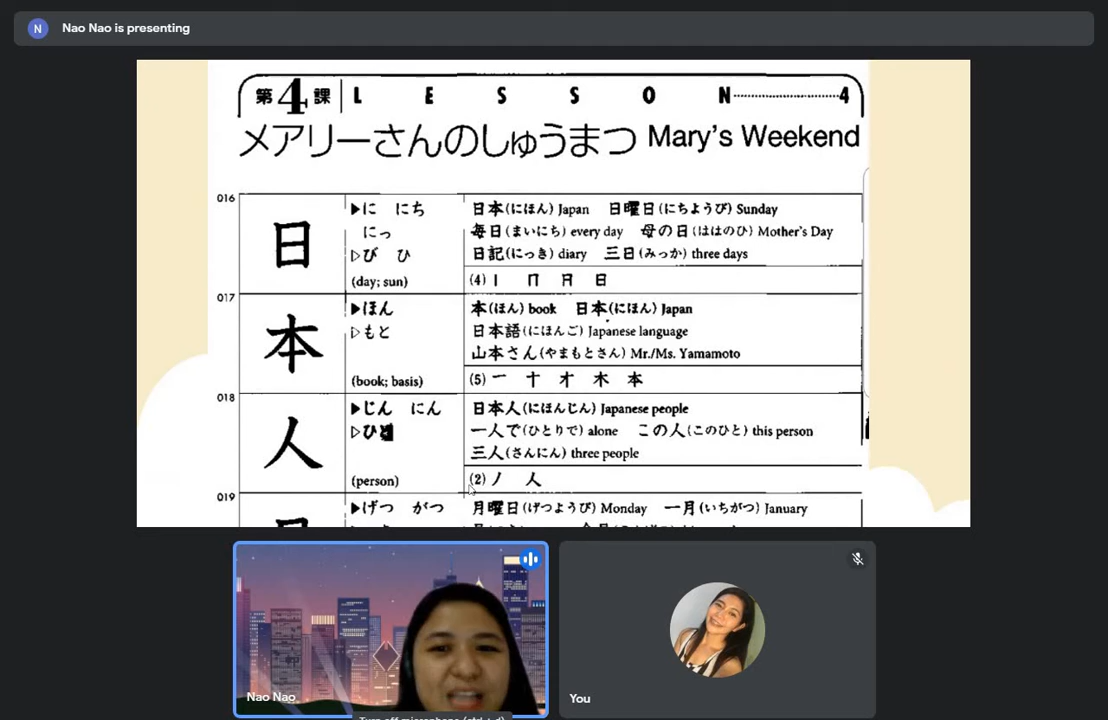 N Nao Nao is presenting
第4課 LESSON 4
メアリーさんのしゅうまつ Mary's Weekend
016
日
▶に にち
にっ
▷び ひ
(day; sun)
日本(にほん) Japan 日曜日(にちようび) Sunday
毎日(まいにち) every day 母の日(ははのひ) Mother's Day
日記(にっき) diary 三日(みっか) three days
(4) 丨 冂 日 日
017
本
▶ほん
▷もと
(book; basis)
本(ほん) book 日本(にほん) Japan
日本語(にほんご) Japanese language
山本さん(やまもとさん) Mr./Ms. Yamamoto
(5) 一 十 才 木 本
018
人
▶じん にん
▷ひ
(person)
日本人(にほんじん) Japanese people
一人で(ひとりで) alone この人(このひと) this person
三人(さんにん) three people
(2) ノ 人
019
▶げつ がつ
月曜日(げつようび) Monday 一月(いちがつ) January
Nao Nao
You
Turn off microphone (ctrl + d)